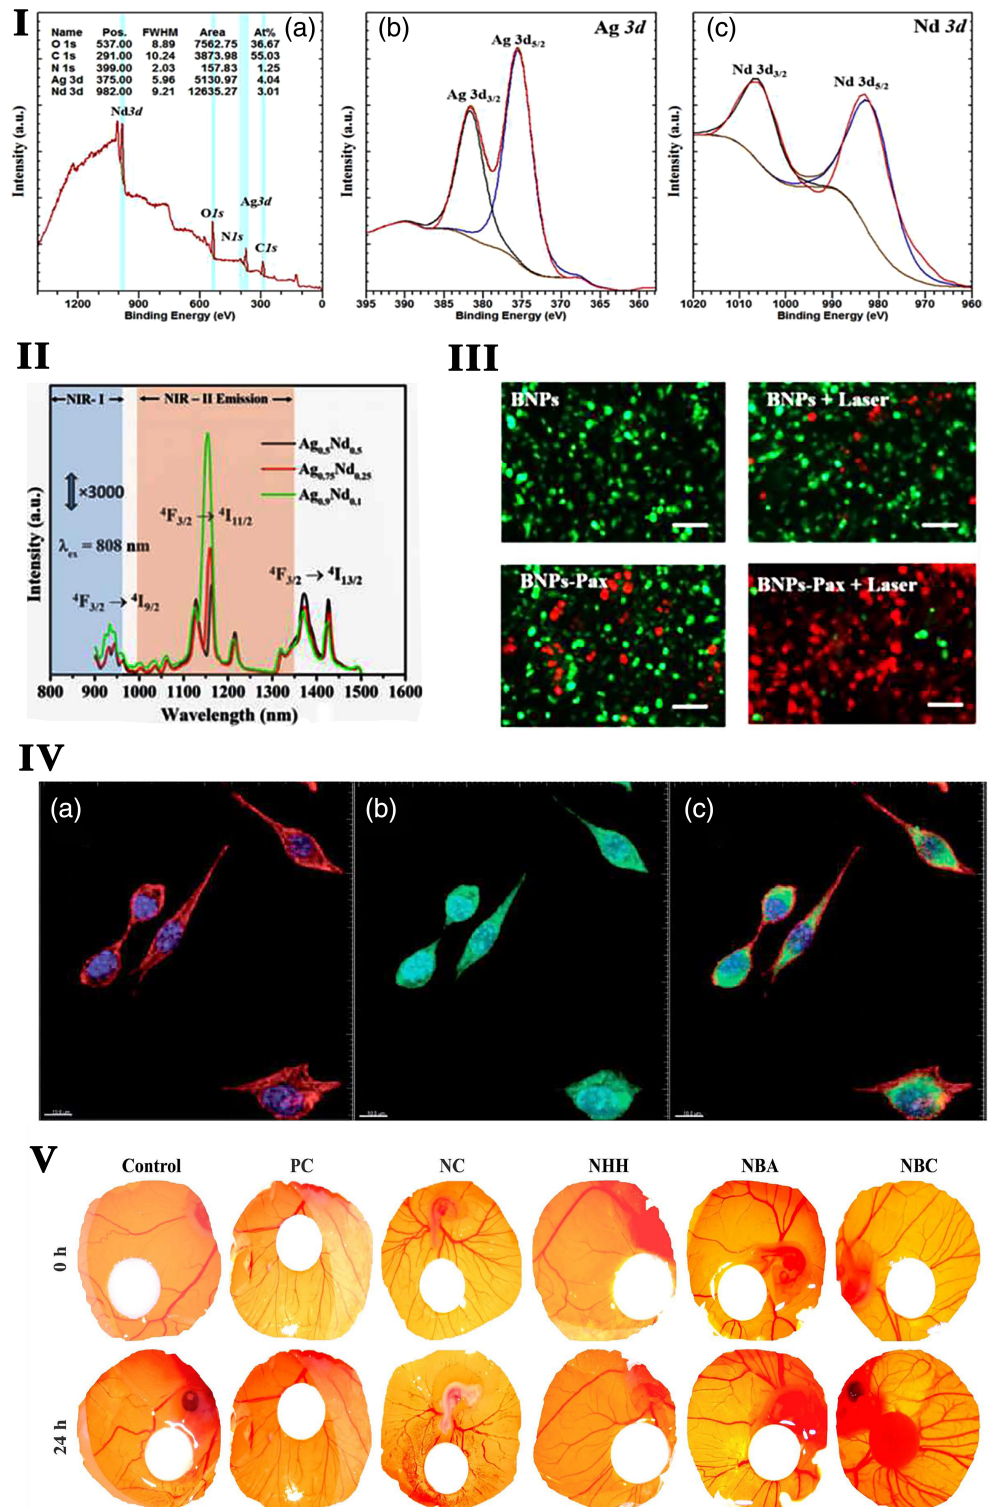 I
(a)
Name Pos. FWHM Area At%
O 1s 537.00 8.89 7562.75 36.67
C 1s 291.00 10.24 3873.98 55.03
N 1s 399.00 2.03 157.83 1.25
Ag 3d 375.00 5.96 5130.97 4.04
Nd 3d 982.00 9.21 12635.27 3.01
Nd3d
O1s
N1s
Ag3d
C1s
Intensity (a.u.)
1200 900 600 300 0
Binding Energy (eV)
(b)
Ag 3d
Ag 3d5/2
Ag 3d3/2
Intensity (a.u.)
395 390 385 380 375 370 365 360
Binding Energy (eV)
(c)
Nd 3d
Nd 3d3/2
Nd 3d5/2
Intensity (a.u.)
1020 1010 1000 990 980 970 960
Binding Energy (eV)
II
NIR- I
NIR – II Emission
Ag0.5Nd0.5
Ag0.75Nd0.25
Ag0.9Nd0.1
×3000
4F3/2 → 4I11/2
λex = 808 nm
4F3/2 → 4I13/2
4F3/2 → 4I9/2
Intensity (a.u.)
800 900 1000 1100 1200 1300 1400 1500 1600
Wavelength (nm)
III
BNPs
BNPs + Laser
BNPs-Pax
BNPs-Pax + Laser
IV
(a)
(b)
(c)
V
Control PC NC NHH NBA NBC
0 h
24 h